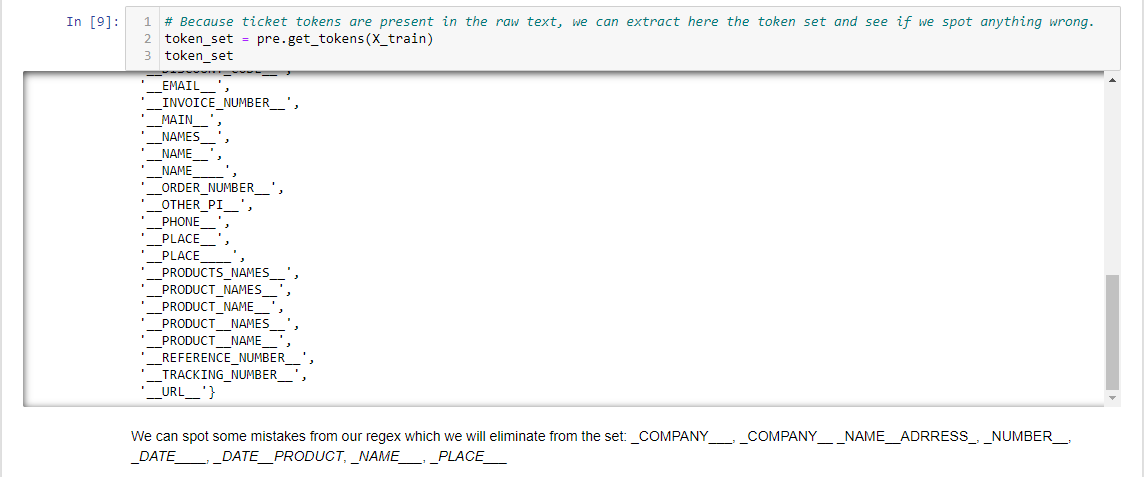 In [9]:
1 # Because ticket tokens are present in the raw text, we can extract here the token set and see if we spot anything wrong.
2 token_set = pre.get_tokens(X_train)
3 token_set
'__EMAIL__',
'__INVOICE_NUMBER__',
'__MAIN__',
'__NAMES__',
'__NAME__',
'__NAME____',
'__ORDER_NUMBER__',
'__OTHER_PI__',
'__PHONE__',
'__PLACE__',
'__PLACE____',
'__PRODUCTS_NAMES__',
'__PRODUCT_NAMES__',
'__PRODUCT_NAME__',
'__PRODUCT__NAMES__',
'__PRODUCT__NAME__',
'__REFERENCE_NUMBER__',
'__TRACKING_NUMBER__',
'__URL__'}
We can spot some mistakes from our regex which we will eliminate from the set: _COMPANY___, _COMPANY__ _NAME__ADRRESS_, _NUMBER__,
_DATE____, _DATE__PRODUCT, _NAME___, _PLACE___